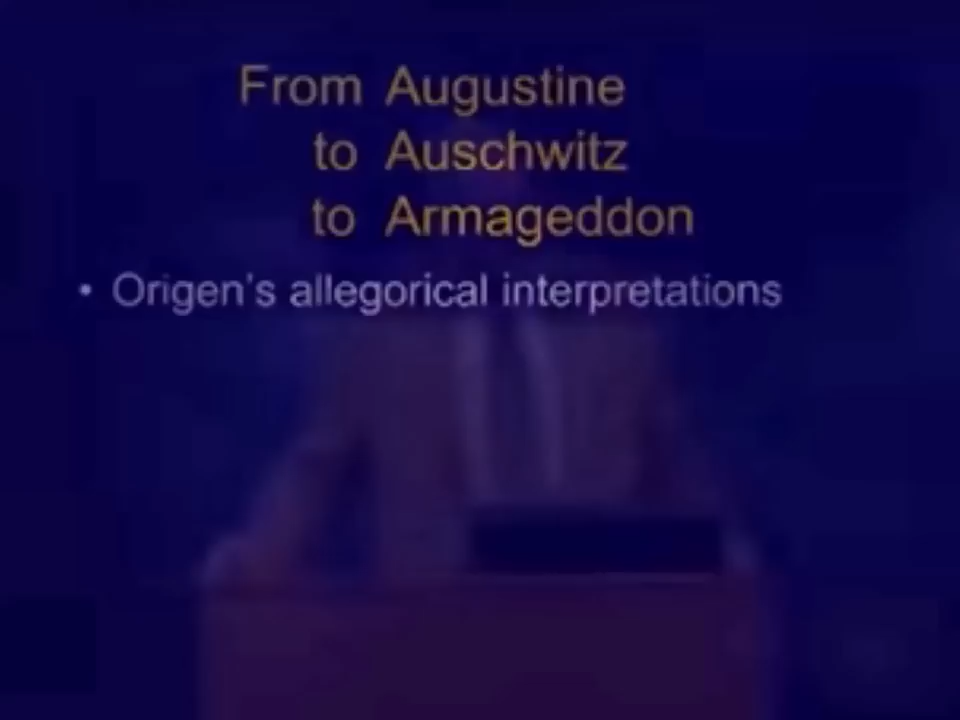 From Augustine
to Auschwitz
to Armageddon
• Origen's allegorical interpretations